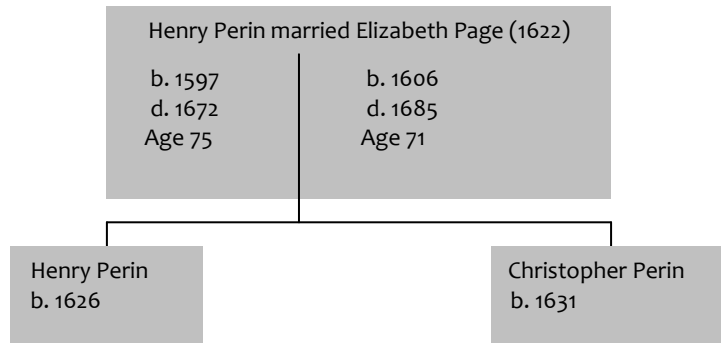 Henry Perin married Elizabeth Page (1622)
b. 1597
d. 1672
Age 75
b. 1606
d. 1685
Age 71
Henry Perin
b. 1626
Christopher Perin
b. 1631